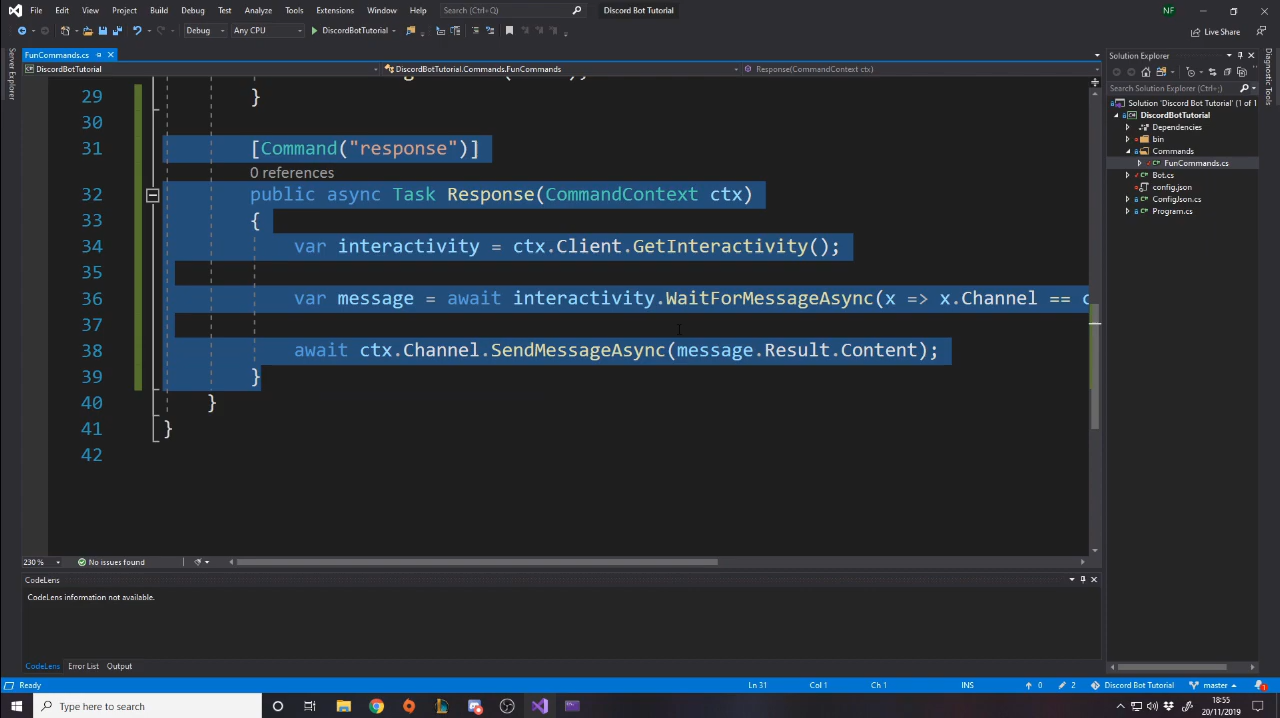 File Edit View Project Build Debug Test Analyze Tools Extensions Window Help Search (Ctrl+Q) Discord Bot Tutorial NF
Debug Any CPU DiscordBotTutorial Live Share
FunCommands.cs
DiscordBotTutorial DiscordBotTutorial.Commands.FunCommands Response(CommandContext ctx)
29 }
30
31 [Command("response")]
0 references
32 public async Task Response(CommandContext ctx)
33 {
34 var interactivity = ctx.Client.GetInteractivity();
35
36 var message = await interactivity.WaitForMessageAsync(x => x.Channel == c
37
38 await ctx.Channel.SendMessageAsync(message.Result.Content);
39 }
40 }
41 }
42
230 % No issues found
CodeLens
CodeLens information not available.
CodeLens Error List Output
Server Explorer
Solution Explorer
Search Solution Explorer (Ctrl+;)
Solution 'Discord Bot Tutorial' (1 of 1
DiscordBotTutorial
Dependencies
bin
Commands
FunCommands.cs
Bot.cs
config.json
ConfigJson.cs
Program.cs
Diagnostic Tools
Ready Ln 31 Col 1 Ch 1 INS 0 2 Discord Bot Tutorial master 1
Type here to search
18:55
20/11/2019